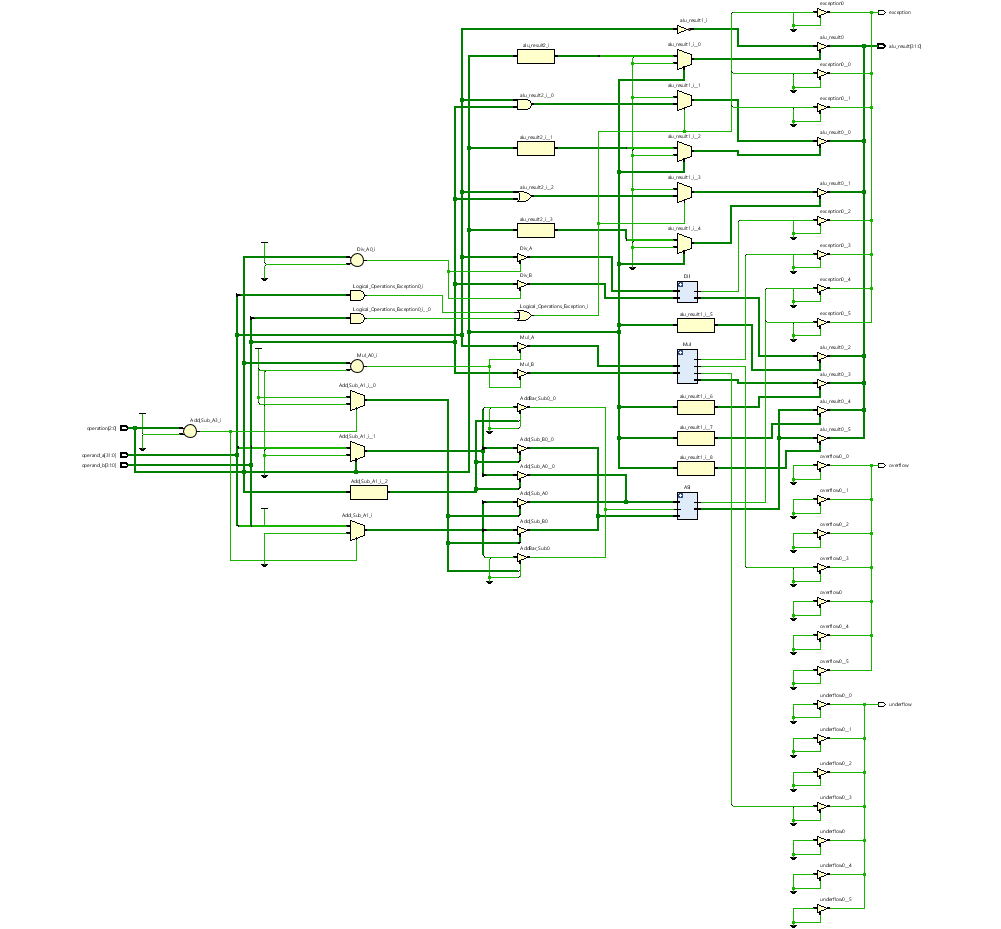 exception0
exception
alu_result1_i
alu_result0
alu_result[31:0]
alu_result2_i
alu_result1_i__0
exception0__0
alu_result2_i__0
alu_result1_i__1
exception0__1
alu_result2_i__1
alu_result1_i__2
alu_result0__0
alu_result2_i__2
alu_result1_i__3
alu_result0__1
exception0__2
alu_result2_i__3
alu_result1_i__4
Div_A0_i
Div_A
exception0__3
Div_B
exception0__4
Logical_Operations_Exception0_i
Logical_Operations_Exception_i
Logical_Operations_Exception0_i__0
alu_result1_i__5
exception0__5
Mul_A
Mul
alu_result0__2
Mul_A0_i
Mul_B
alu_result0__3
Add_Sub_A1_i__0
AddBar_Sub0__0
alu_result1_i__6
alu_result0__4
Add_Sub_A3_i
operation[3:0]
Add_Sub_A1_i__1
Add_Sub_B0__0
alu_result1_i__7
alu_result0__5
operand_a[31:0]
operand_b[31:0]
Add_Sub_A0__0
alu_result1_i__8
overflow0__0
overflow
Add_Sub_A1_i__2
Add_Sub_A0
overflow0__1
Add_Sub_A1_i
Add_Sub_B0
overflow0__2
AddBar_Sub0
overflow0__3
overflow0
overflow0__4
overflow0__5
underflow0__0
underflow
underflow0__1
underflow0__2
underflow0__3
underflow0
underflow0__4
underflow0__5